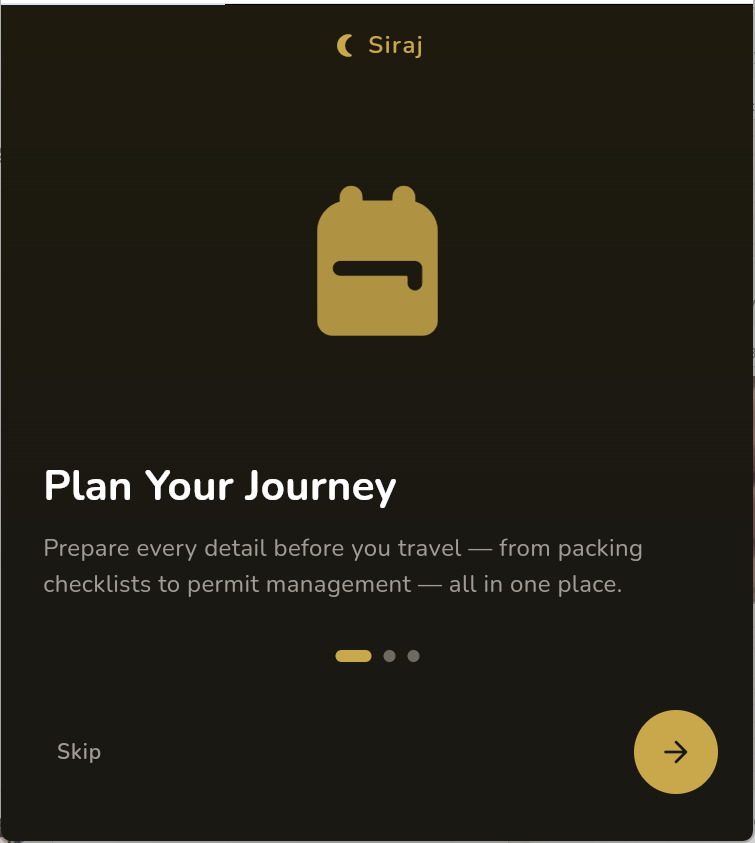 Siraj
Plan Your Journey
Prepare every detail before you travel — from packing
checklists to permit management — all in one place.
Skip